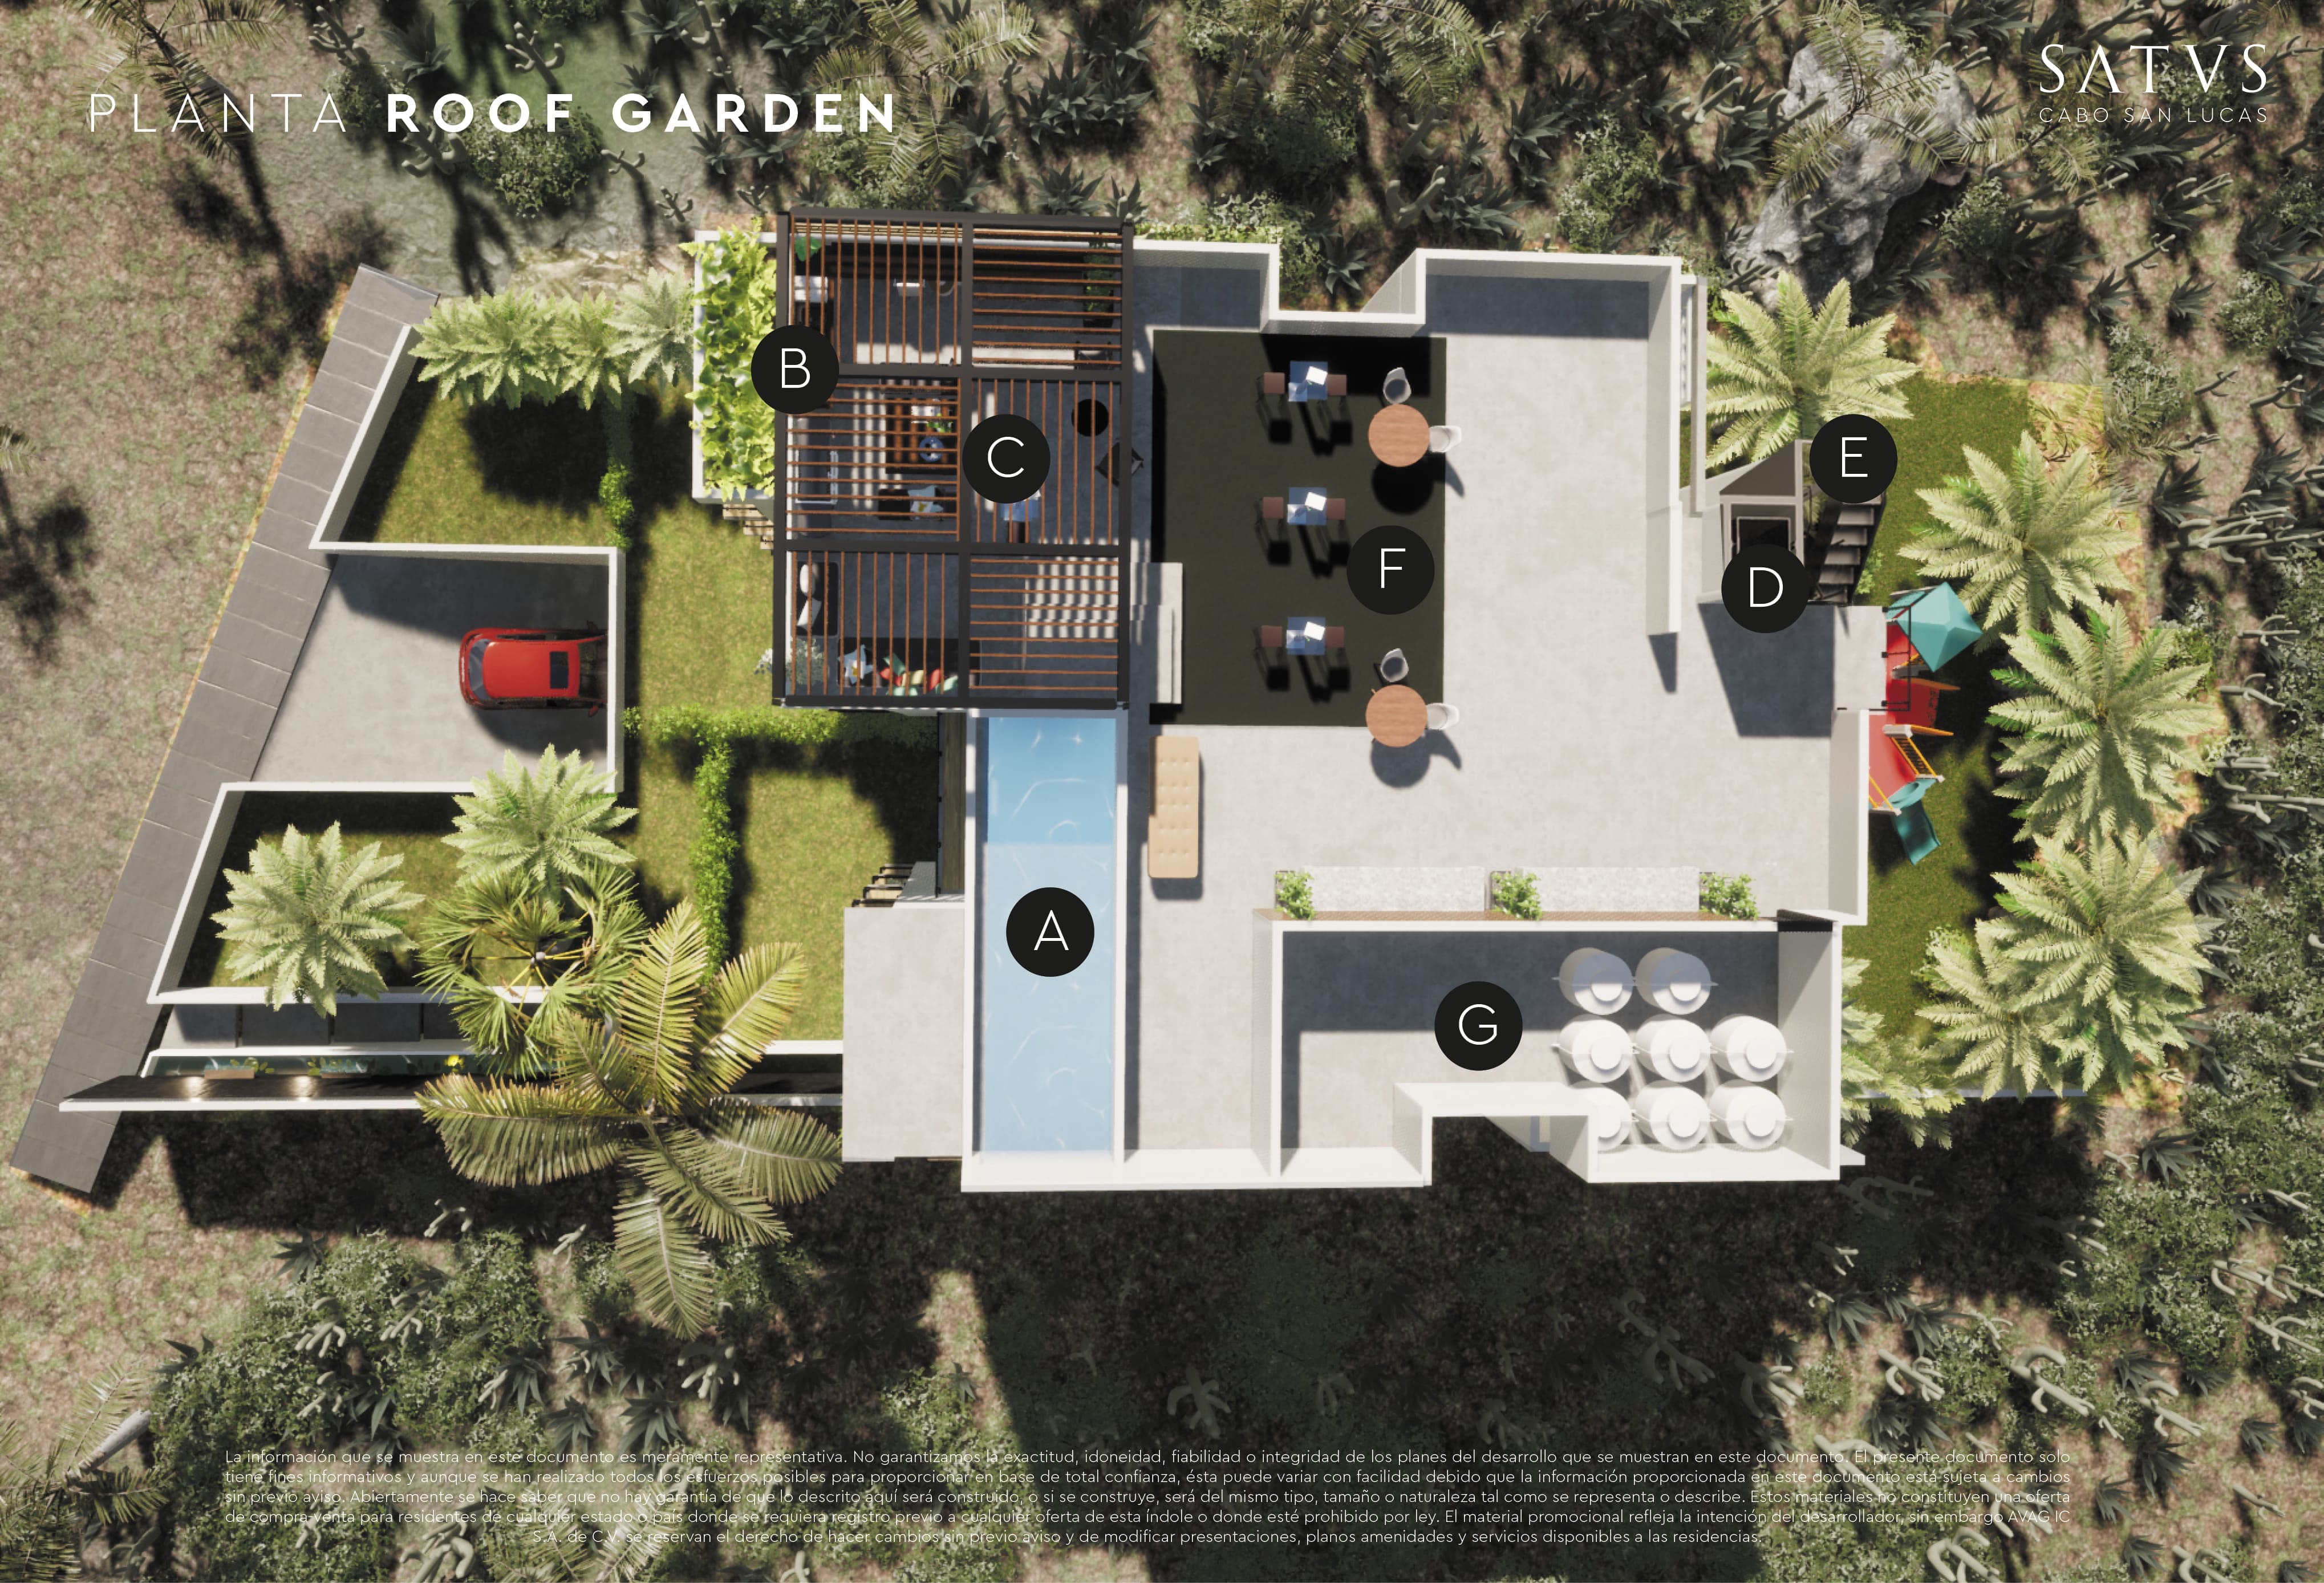 PLANTA ROOF GARDEN
SATVS
CABO SAN LUCAS
B
C
E
F
D
A
G
La información que se muestra en este documento es meramente representativa. No garantizamos la exactitud, idoneidad, fiabilidad o integridad de los planes del desarrollo que se muestran en este documento. El presente documento solo
tiene fines informativos y aunque se han realizado todos los esfuerzos posibles para proporcionar en base de total confianza, ésta puede variar con facilidad debido que la información proporcionada en este documento está sujeta a cambios
sin previo aviso. Abiertamente se hace saber que no hay garantía de que lo descrito aquí será construido, o si se construye, será del mismo tipo, tamaño o naturaleza tal como se representa o describe. Estos materiales no constituyen una oferta
de compra-venta para residentes de cualquier estado o país donde se requiera registro previo a cualquier oferta de esta índole o donde esté prohibido por ley. El material promocional refleja la intención del desarrollador, sin embargo AVAG IC
S.A. de C.V. se reservan el derecho de hacer cambios sin previo aviso y de modificar presentaciones, planos amenidades y servicios disponibles a las residencias.